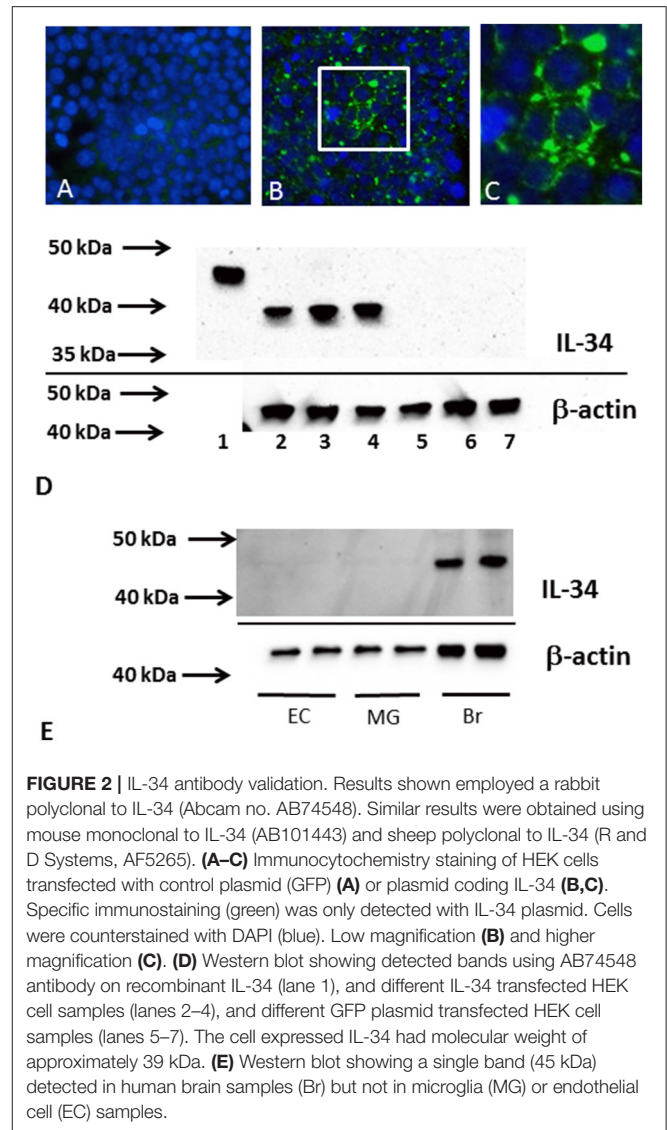 A
B
C
50 kDa
40 kDa
35 kDa
IL-34
50 kDa
40 kDa
β-actin
1 2 3 4 5 6 7
D
50 kDa
40 kDa
IL-34
40 kDa
β-actin
EC MG Br
E
FIGURE 2 | IL-34 antibody validation. Results shown employed a rabbit
polyclonal to IL-34 (Abcam no. AB74548). Similar results were obtained using
mouse monoclonal to IL-34 (AB101443) and sheep polyclonal to IL-34 (R and
D Systems, AF5265). (A–C) Immunocytochemistry staining of HEK cells
transfected with control plasmid (GFP) (A) or plasmid coding IL-34 (B,C).
Specific immunostaining (green) was only detected with IL-34 plasmid. Cells
were counterstained with DAPI (blue). Low magnification (B) and higher
magnification (C). (D) Western blot showing detected bands using AB74548
antibody on recombinant IL-34 (lane 1), and different IL-34 transfected HEK
cell samples (lanes 2–4), and different GFP plasmid transfected HEK cell
samples (lanes 5–7). The cell expressed IL-34 had molecular weight of
approximately 39 kDa. (E) Western blot showing a single band (45 kDa)
detected in human brain samples (Br) but not in microglia (MG) or endothelial
cell (EC) samples.